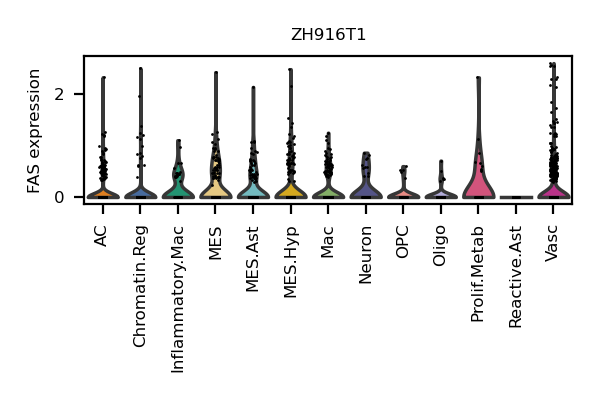 ZH916T1
FAS expression
2
0
AC
Chromatin.Reg
Inflammatory.Mac
MES
MES.Ast
MES.Hyp
Mac
Neuron
OPC
Oligo
Prolif.Metab
Reactive.Ast
Vasc